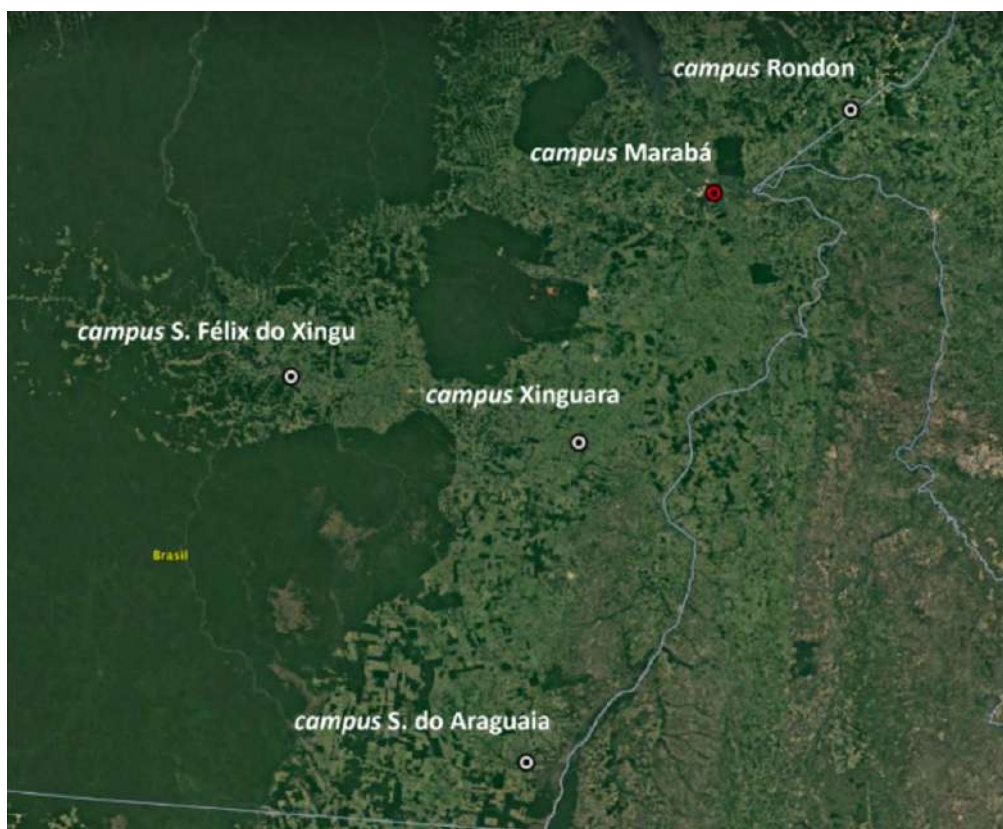 campus Rondon
campus Marabá
campus S. Félix do Xingu
campus Xinguara
Brasil
campus S. do Araguaia